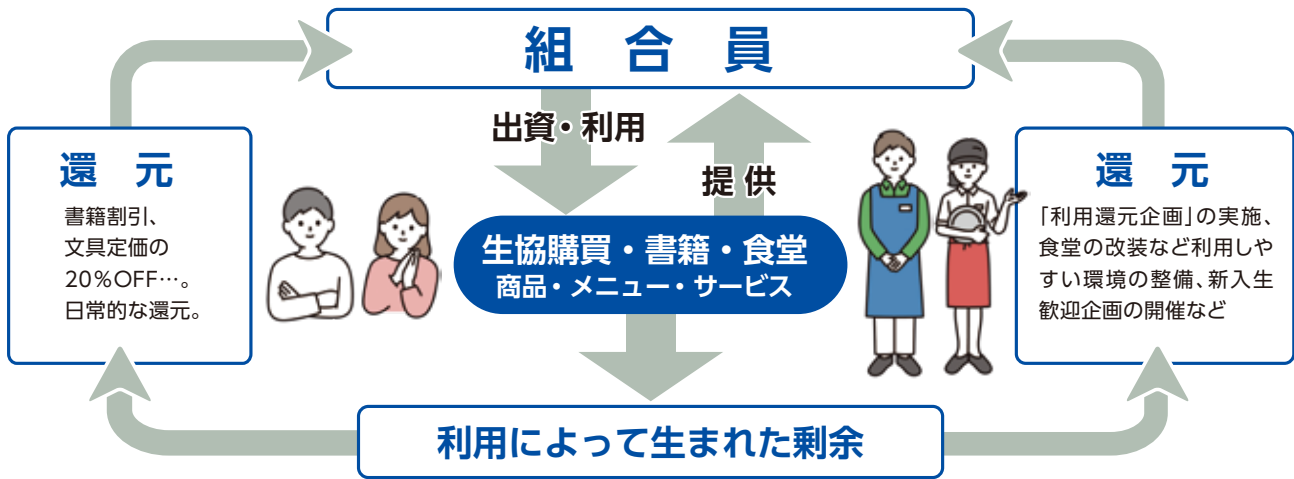 組合員
出資・利用
提供
還元
書籍割引、
文具定価の
20％OFF…。
日常的な還元。
生協購買・書籍・食堂
商品・メニュー・サービス
還元
「利用還元企画」の実施、
食堂の改装など利用しや
すい環境の整備、新入生
歓迎企画の開催など
利用によって生まれた剰余